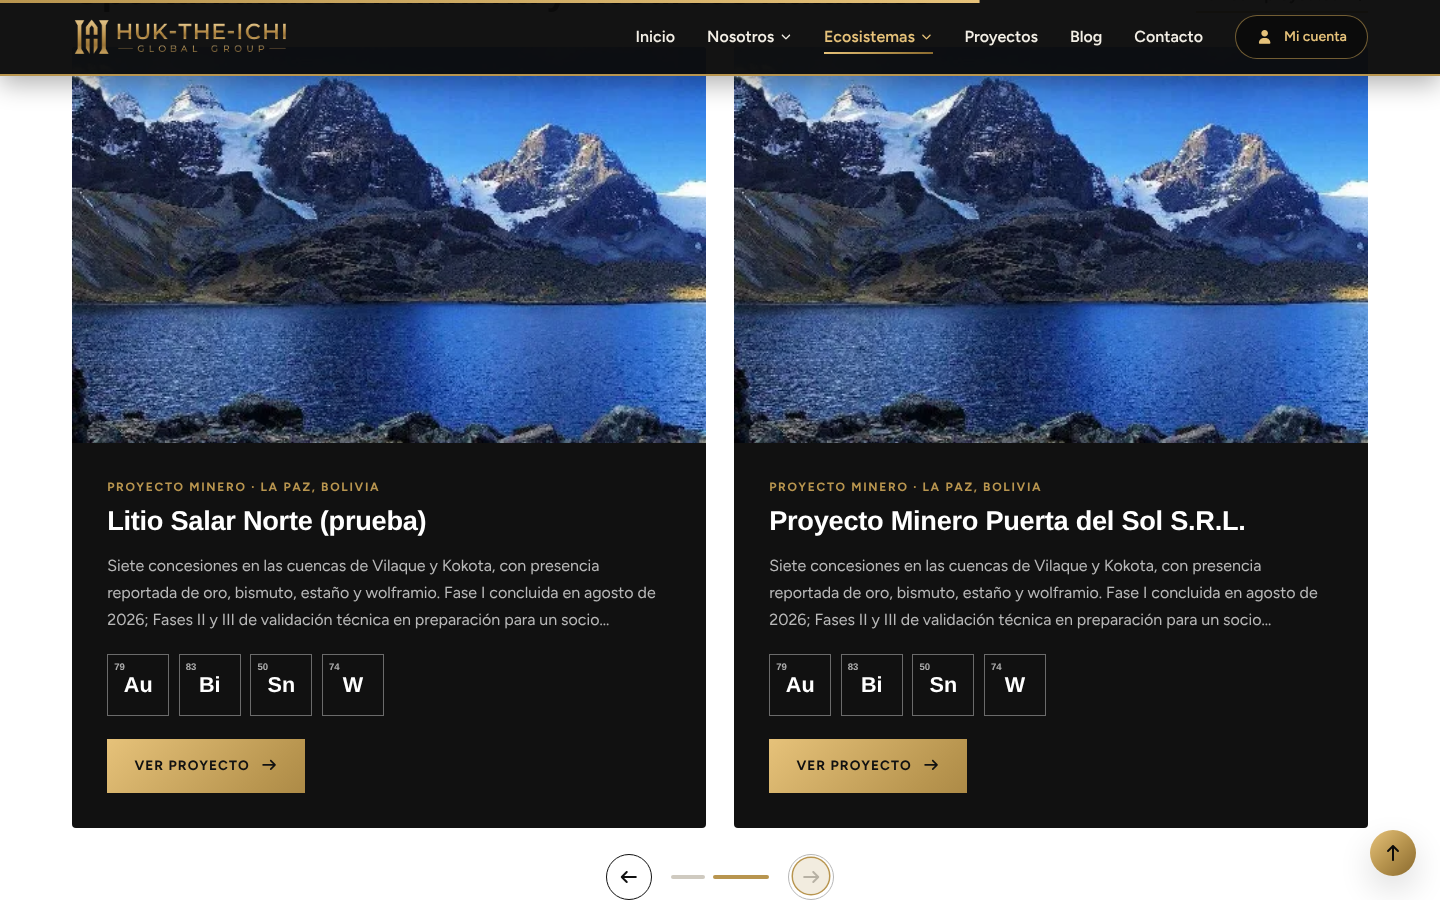 HUK-THE-ICHI
GLOBAL GROUP
Inicio
Nosotros
Ecosistemas
Proyectos
Blog
Contacto
Mi cuenta
PROYECTO MINERO · LA PAZ, BOLIVIA
Litio Salar Norte (prueba)
Siete concesiones en las cuencas de Vilaque y Kokota, con presencia
reportada de oro, bismuto, estaño y wolframio. Fase I concluida en agosto de
2026; Fases II y III de validación técnica en preparación para un socio...
79
Au
83
Bi
50
Sn
74
W
VER PROYECTO
PROYECTO MINERO · LA PAZ, BOLIVIA
Proyecto Minero Puerta del Sol S.R.L.
Siete concesiones en las cuencas de Vilaque y Kokota, con presencia
reportada de oro, bismuto, estaño y wolframio. Fase I concluida en agosto de
2026; Fases II y III de validación técnica en preparación para un socio...
79
Au
83
Bi
50
Sn
74
W
VER PROYECTO